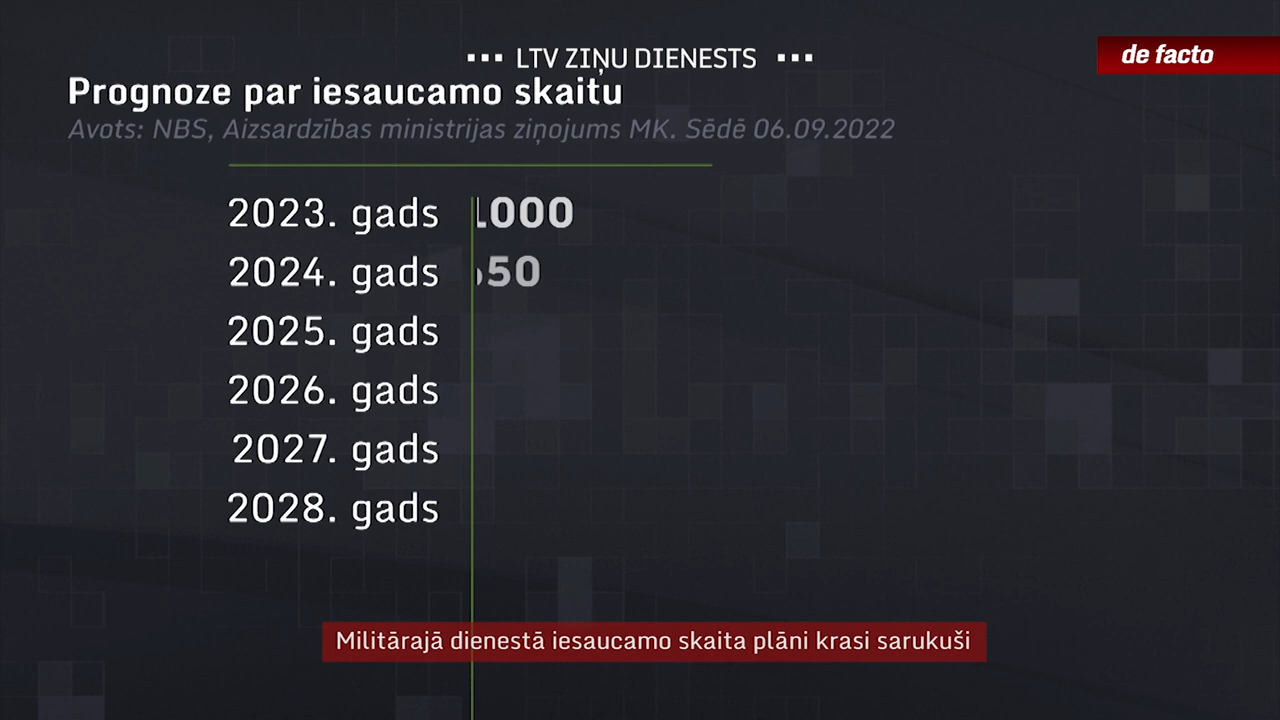 LTV ZIŅU DIENESTS
de facto
Prognoze par iesaucamo skaitu
Avots: NBS, Aizsardzības ministrijas ziņojums MK. Sēdē 06.09.2022
2023. gads 1000
2024. gads
2025. gads
2026. gads
2027. gads
2028. gads
Militārajā dienestā iesaucamo skaita plāni krasi sarukuši